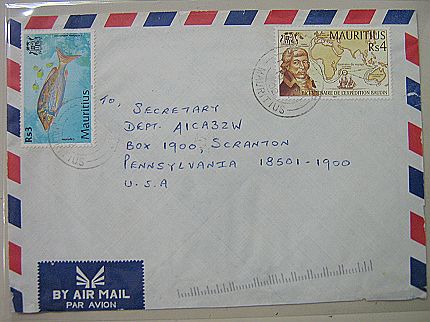 MAURITIUS
Rs4
BICENTENAIRE DE L'EXPEDITION BAUDIN
Rs3
Mauritius
To,
SECRETARY
DEPT. A1CA32W
BOX 1900, SCRANTON
PENNSYLVANIA 18501-1900
U.S.A
BY AIR MAIL
PAR AVION